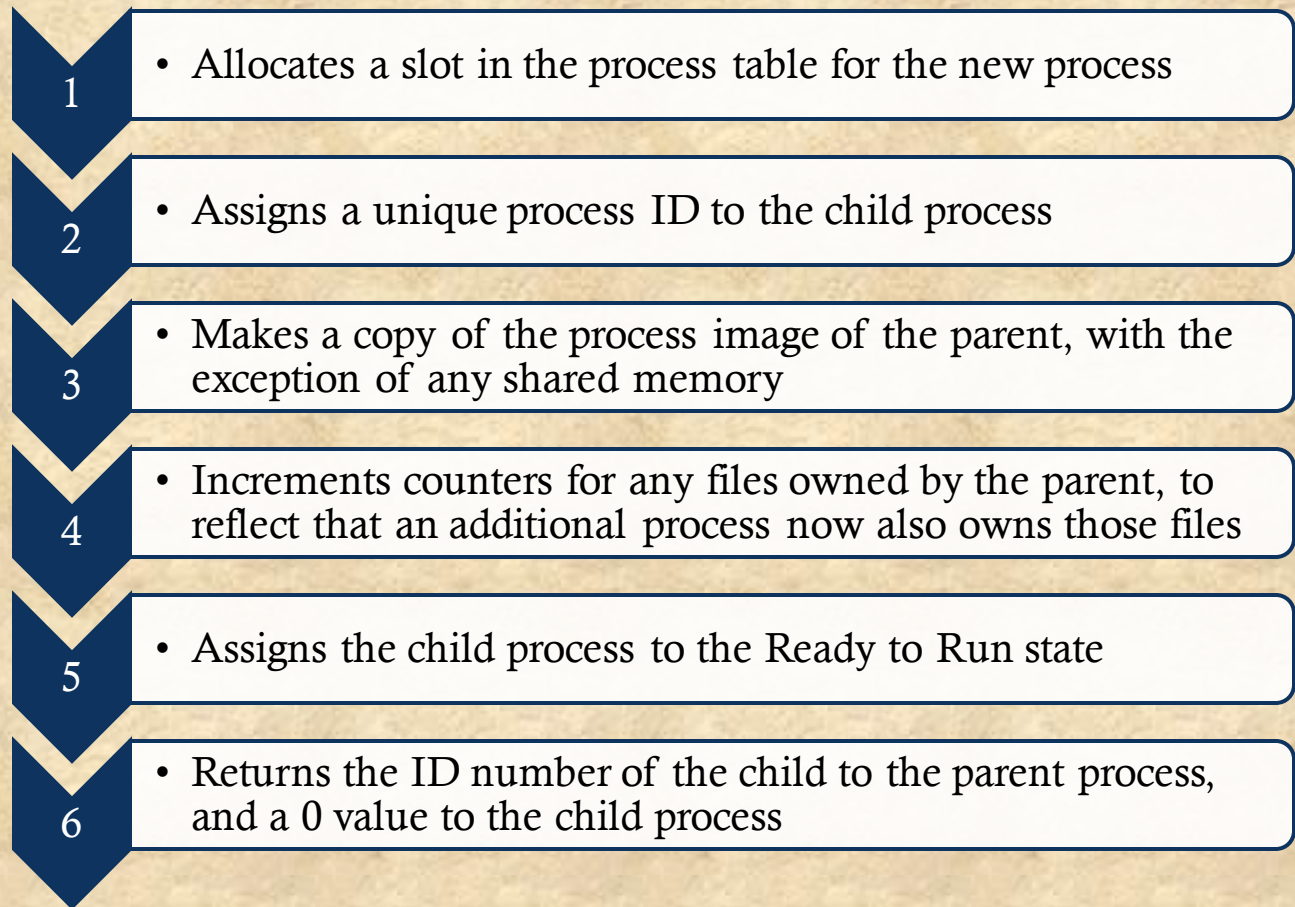 1
• Allocates a slot in the process table for the new process
2
• Assigns a unique process ID to the child process
3
• Makes a copy of the process image of the parent, with the
exception of any shared memory
4
• Increments counters for any files owned by the parent, to
reflect that an additional process now also owns those files
5
• Assigns the child process to the Ready to Run state
6
• Returns the ID number of the child to the parent process,
and a 0 value to the child process